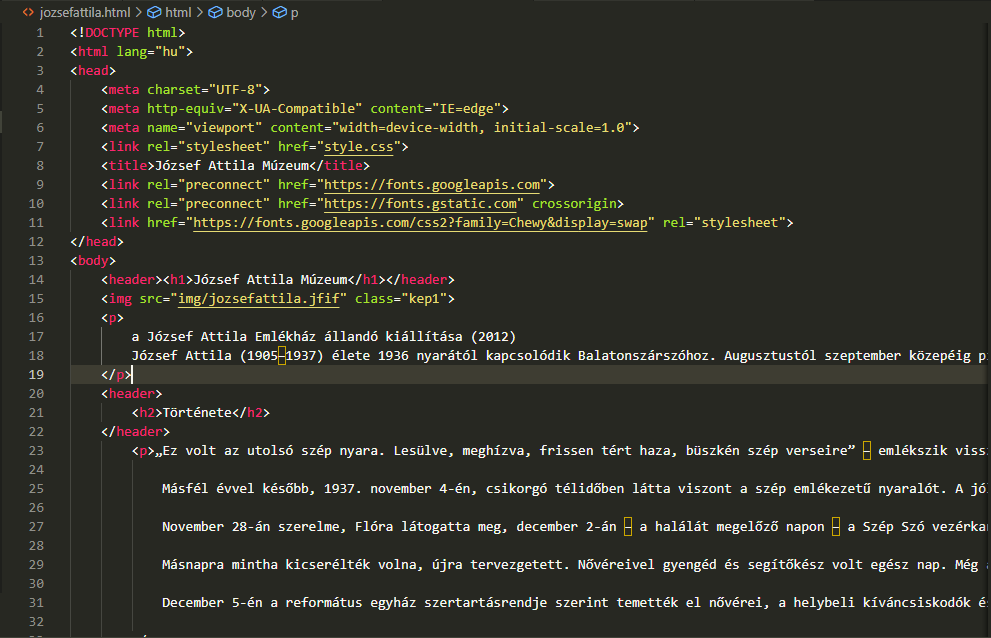 jozsefattila.html > html > body > p
1 <!DOCTYPE html>
2 <html lang="hu">
3 <head>
4 <meta charset="UTF-8">
5 <meta http-equiv="X-UA-Compatible" content="IE=edge">
6 <meta name="viewport" content="width=device-width, initial-scale=1.0">
7 <link rel="stylesheet" href="style.css">
8 <title>József Attila Múzeum</title>
9 <link rel="preconnect" href="https://fonts.googleapis.com">
10 <link rel="preconnect" href="https://fonts.gstatic.com" crossorigin>
11 <link href="https://fonts.googleapis.com/css2?family=Chewy&display=swap" rel="stylesheet">
12 </head>
13 <body>
14 <header><h1>József Attila Múzeum</h1></header>
15 <img src="img/jozsefattila.jfif" class="kep1">
16 <p>
17 a József Attila Emlékház állandó kiállítása (2012)
18 József Attila (1905–1937) élete 1936 nyarától kapcsolódik Balatonszárszóhoz. Augusztustól szeptember közepéig
19 </p>
20 <header>
21 <h2>Története</h2>
22 </header>
23 <p>„Ez volt az utolsó szép nyara. Lesülve, meghízva, frissen tért haza, büszkén szép verseire” – emlékszik
24
25 Másfél évvel később, 1937. november 4-én, csikorgó télidőben látta viszont a szép emlékezetű nyaralót. A
26
27 November 28-án szerelme, Flóra látogatta meg, december 2-án – a halálát megelőző napon – a Szép Szó
28
29 Másnapra mintha kicserélték volna, újra tervezgetett. Nővéreivel gyengéd és segítőkész volt egész nap. Még
30
31 December 5-én a református egyház szertartásrendje szerint temették el nővérei, a helybeli kíváncsiskodók
32